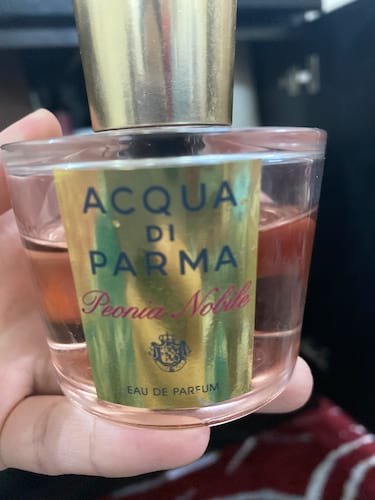 ACQUA
DI
PARMA
Peonia Nobile
EAU DE PARFUM